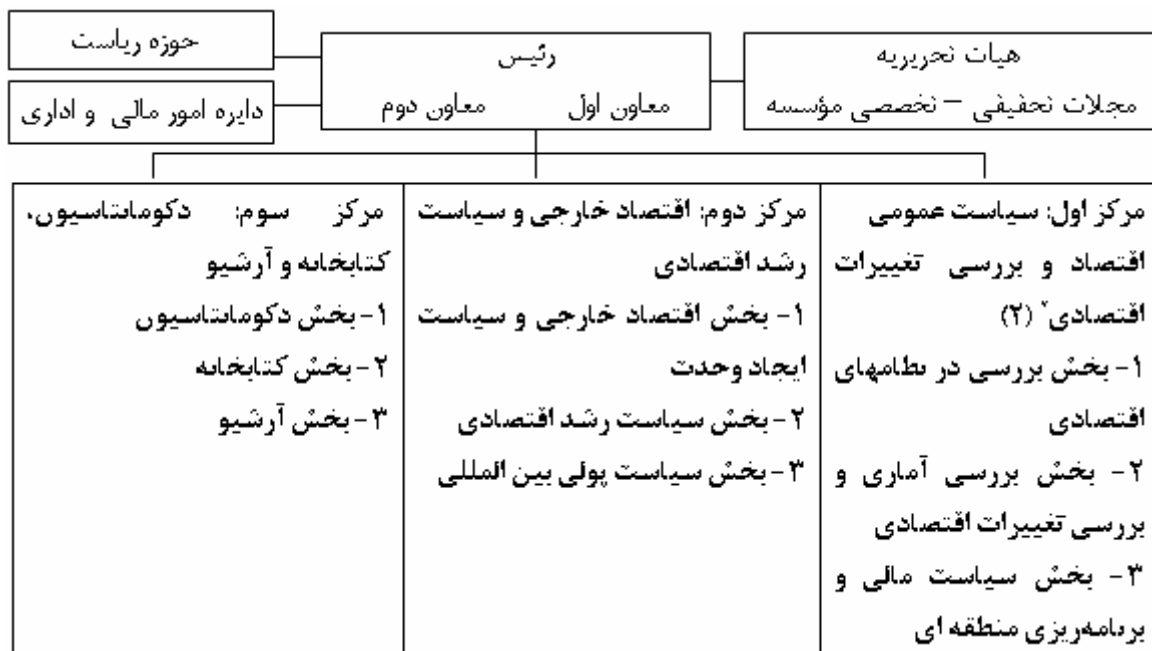 هیات تحریریه
مجلات تحقیقی – تخصصی مؤسسه
رئیس
معاون اول معاون دوم
حوزه ریاست
دایره امور مالی و اداری
مرکز اول: سیاست عمومی
اقتصاد و بررسی تغییرات
اقتصادی* (۲)
۱- بخش بررسی در نظامهای
اقتصادی
۲- بخش بررسی آماری و
بررسی تغییرات اقتصادی
۳- بخش سیاست مالی و
برنامه‌ریزی منطقه ای
مرکز دوم: اقتصاد خارجی و سیاست
رشد اقتصادی
۱- بخش اقتصاد خارجی و سیاست
ایجاد وحدت
۲- بخش سیاست رشد اقتصادی
۳- بخش سیاست پولی بین المللی
مرکز سوم: دکومانتاسیون،
کتابخانه و آرشیو
۱- بخش دکومانتاسیون
۲- بخش کتابخانه
۳- بخش آرشیو